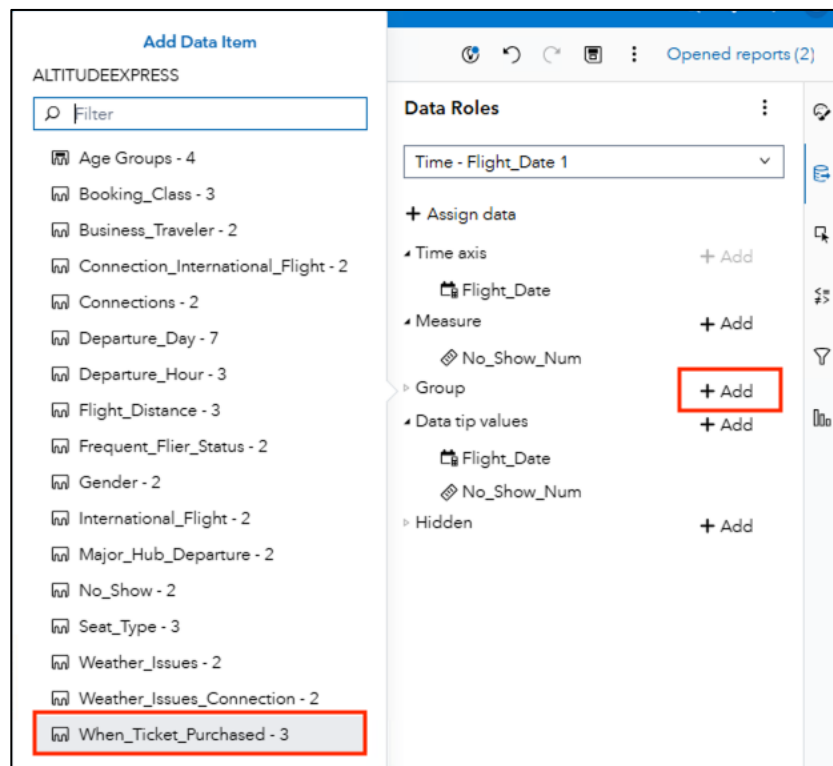 Add Data Item
ALTITUDEEXPRESS
Filter
Age Groups - 4
Booking_Class - 3
Business_Traveler - 2
Connection_International_Flight - 2
Connections - 2
Departure_Day - 7
Departure_Hour - 3
Flight_Distance - 3
Frequent_Flier_Status - 2
Gender - 2
International_Flight - 2
Major_Hub_Departure - 2
No_Show - 2
Seat_Type - 3
Weather_Issues - 2
Weather_Issues_Connection - 2
When_Ticket_Purchased - 3
Opened reports (2)
Data Roles
Time - Flight_Date 1
+ Assign data
Time axis + Add
Flight_Date
Measure + Add
No_Show_Num
Group + Add
Data tip values + Add
Flight_Date
No_Show_Num
Hidden + Add